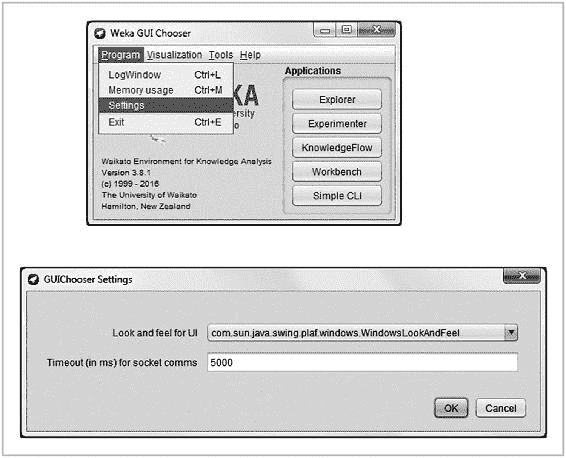 Weka GUI Chooser
Program Visualization Tools Help
LogWindow Ctrl+L
Memory usage Ctrl+M
Settings
Exit Ctrl+E
KA
ersity
o
Waikato Environment for Knowledge Analysis
Version 3.8.1
(c) 1999 - 2016
The University of Waikato
Hamilton, New Zealand
Applications
Explorer
Experimenter
KnowledgeFlow
Workbench
Simple CLI
GUIChooser Settings
Look and feel for UI com.sun.java.swing.plaf.windows.WindowsLookAndFeel
Timeout (in ms) for socket comms 5000
OK Cancel